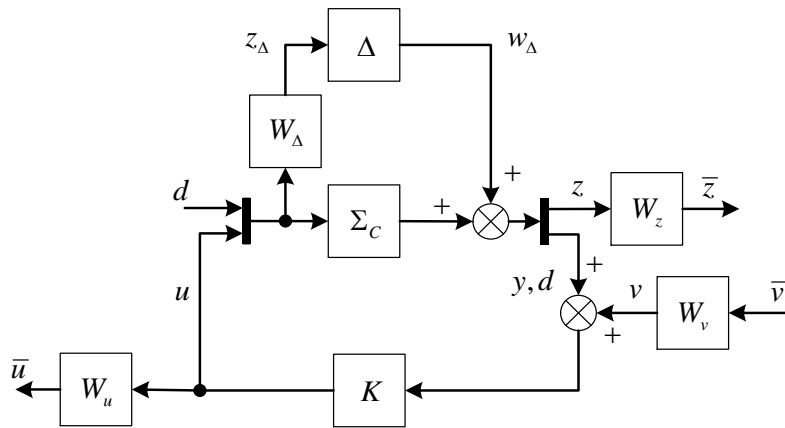 z_Δ
Δ
w_Δ
W_Δ
d
+
z
W_z
z̅
Σ_C
+
+
y, d
v
W_v
v̅
u
+
u̅
W_u
K